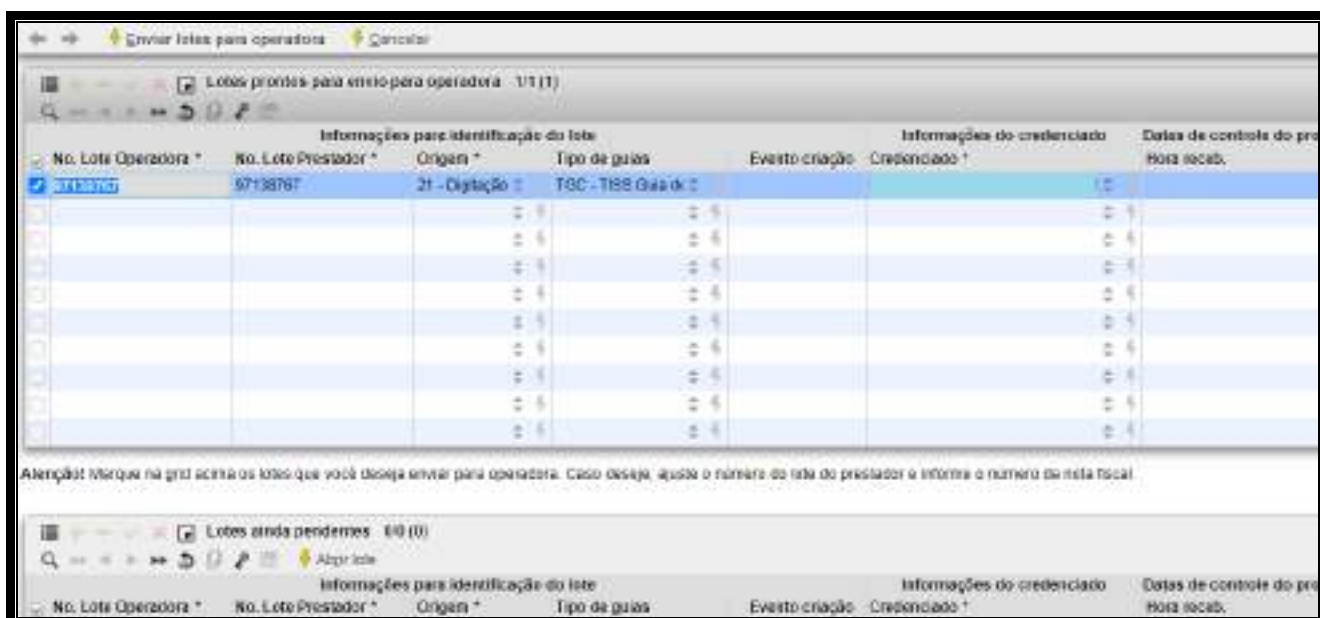 Enviar lotes para operadora Cancelar
Lotes prontos para envio para operadora 1/1 (1)
Informações para identificação do lote Informações do credenciado Datas de controle do pro
No. Lote Operadora * No. Lote Prestador * Origem * Tipo de guias Evento criação Credenciado * Hora receb.
97138767 97138767 21 - Digitação TGC - TISS Guia de
Atenção! Marque na grid acima os lotes que você deseja enviar para operadora. Caso deseje, ajuste o número do lote do prestador e informe o número da nota fiscal.
Lotes ainda pendentes 0/0 (0)
Abrir lote
Informações para identificação do lote Informações do credenciado Datas de controle do pro
No. Lote Operadora * No. Lote Prestador * Origem * Tipo de guias Evento criação Credenciado * Hora receb.